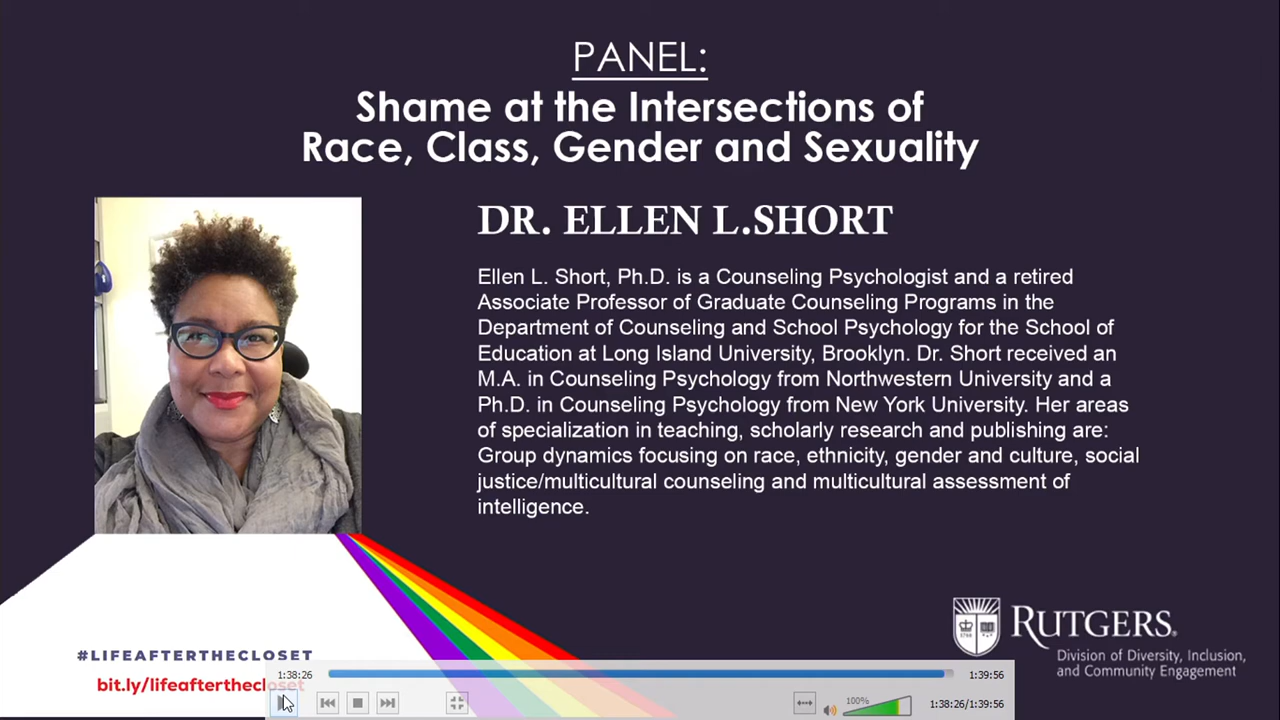 PANEL:
Shame at the Intersections of
Race, Class, Gender and Sexuality
DR. ELLEN L.SHORT
Ellen L. Short, Ph.D. is a Counseling Psychologist and a retired
Associate Professor of Graduate Counseling Programs in the
Department of Counseling and School Psychology for the School of
Education at Long Island University, Brooklyn. Dr. Short received an
M.A. in Counseling Psychology from Northwestern University and a
Ph.D. in Counseling Psychology from New York University. Her areas
of specialization in teaching, scholarly research and publishing are:
Group dynamics focusing on race, ethnicity, gender and culture, social
justice/multicultural counseling and multicultural assessment of
intelligence.
RUTGERS
Division of Diversity, Inclusion,
and Community Engagement
#LIFEAFTERTHECLOSET
bit.ly/lifeafterthecloset
1:38:26
1:39:56
100%
1:38:26/1:39:56